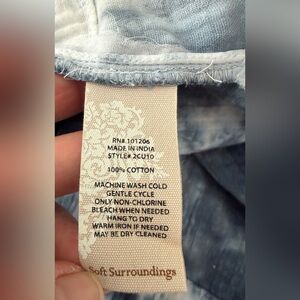 RN# 101206
MADE IN INDIA
STYLE# 2CU10
100% COTTON
MACHINE WASH COLD
GENTLE CYCLE
ONLY NON-CHLORINE
BLEACH WHEN NEEDED
HANG TO DRY
WARM IRON IF NEEDED
MAY BE DRY CLEANED
Soft Surroundings